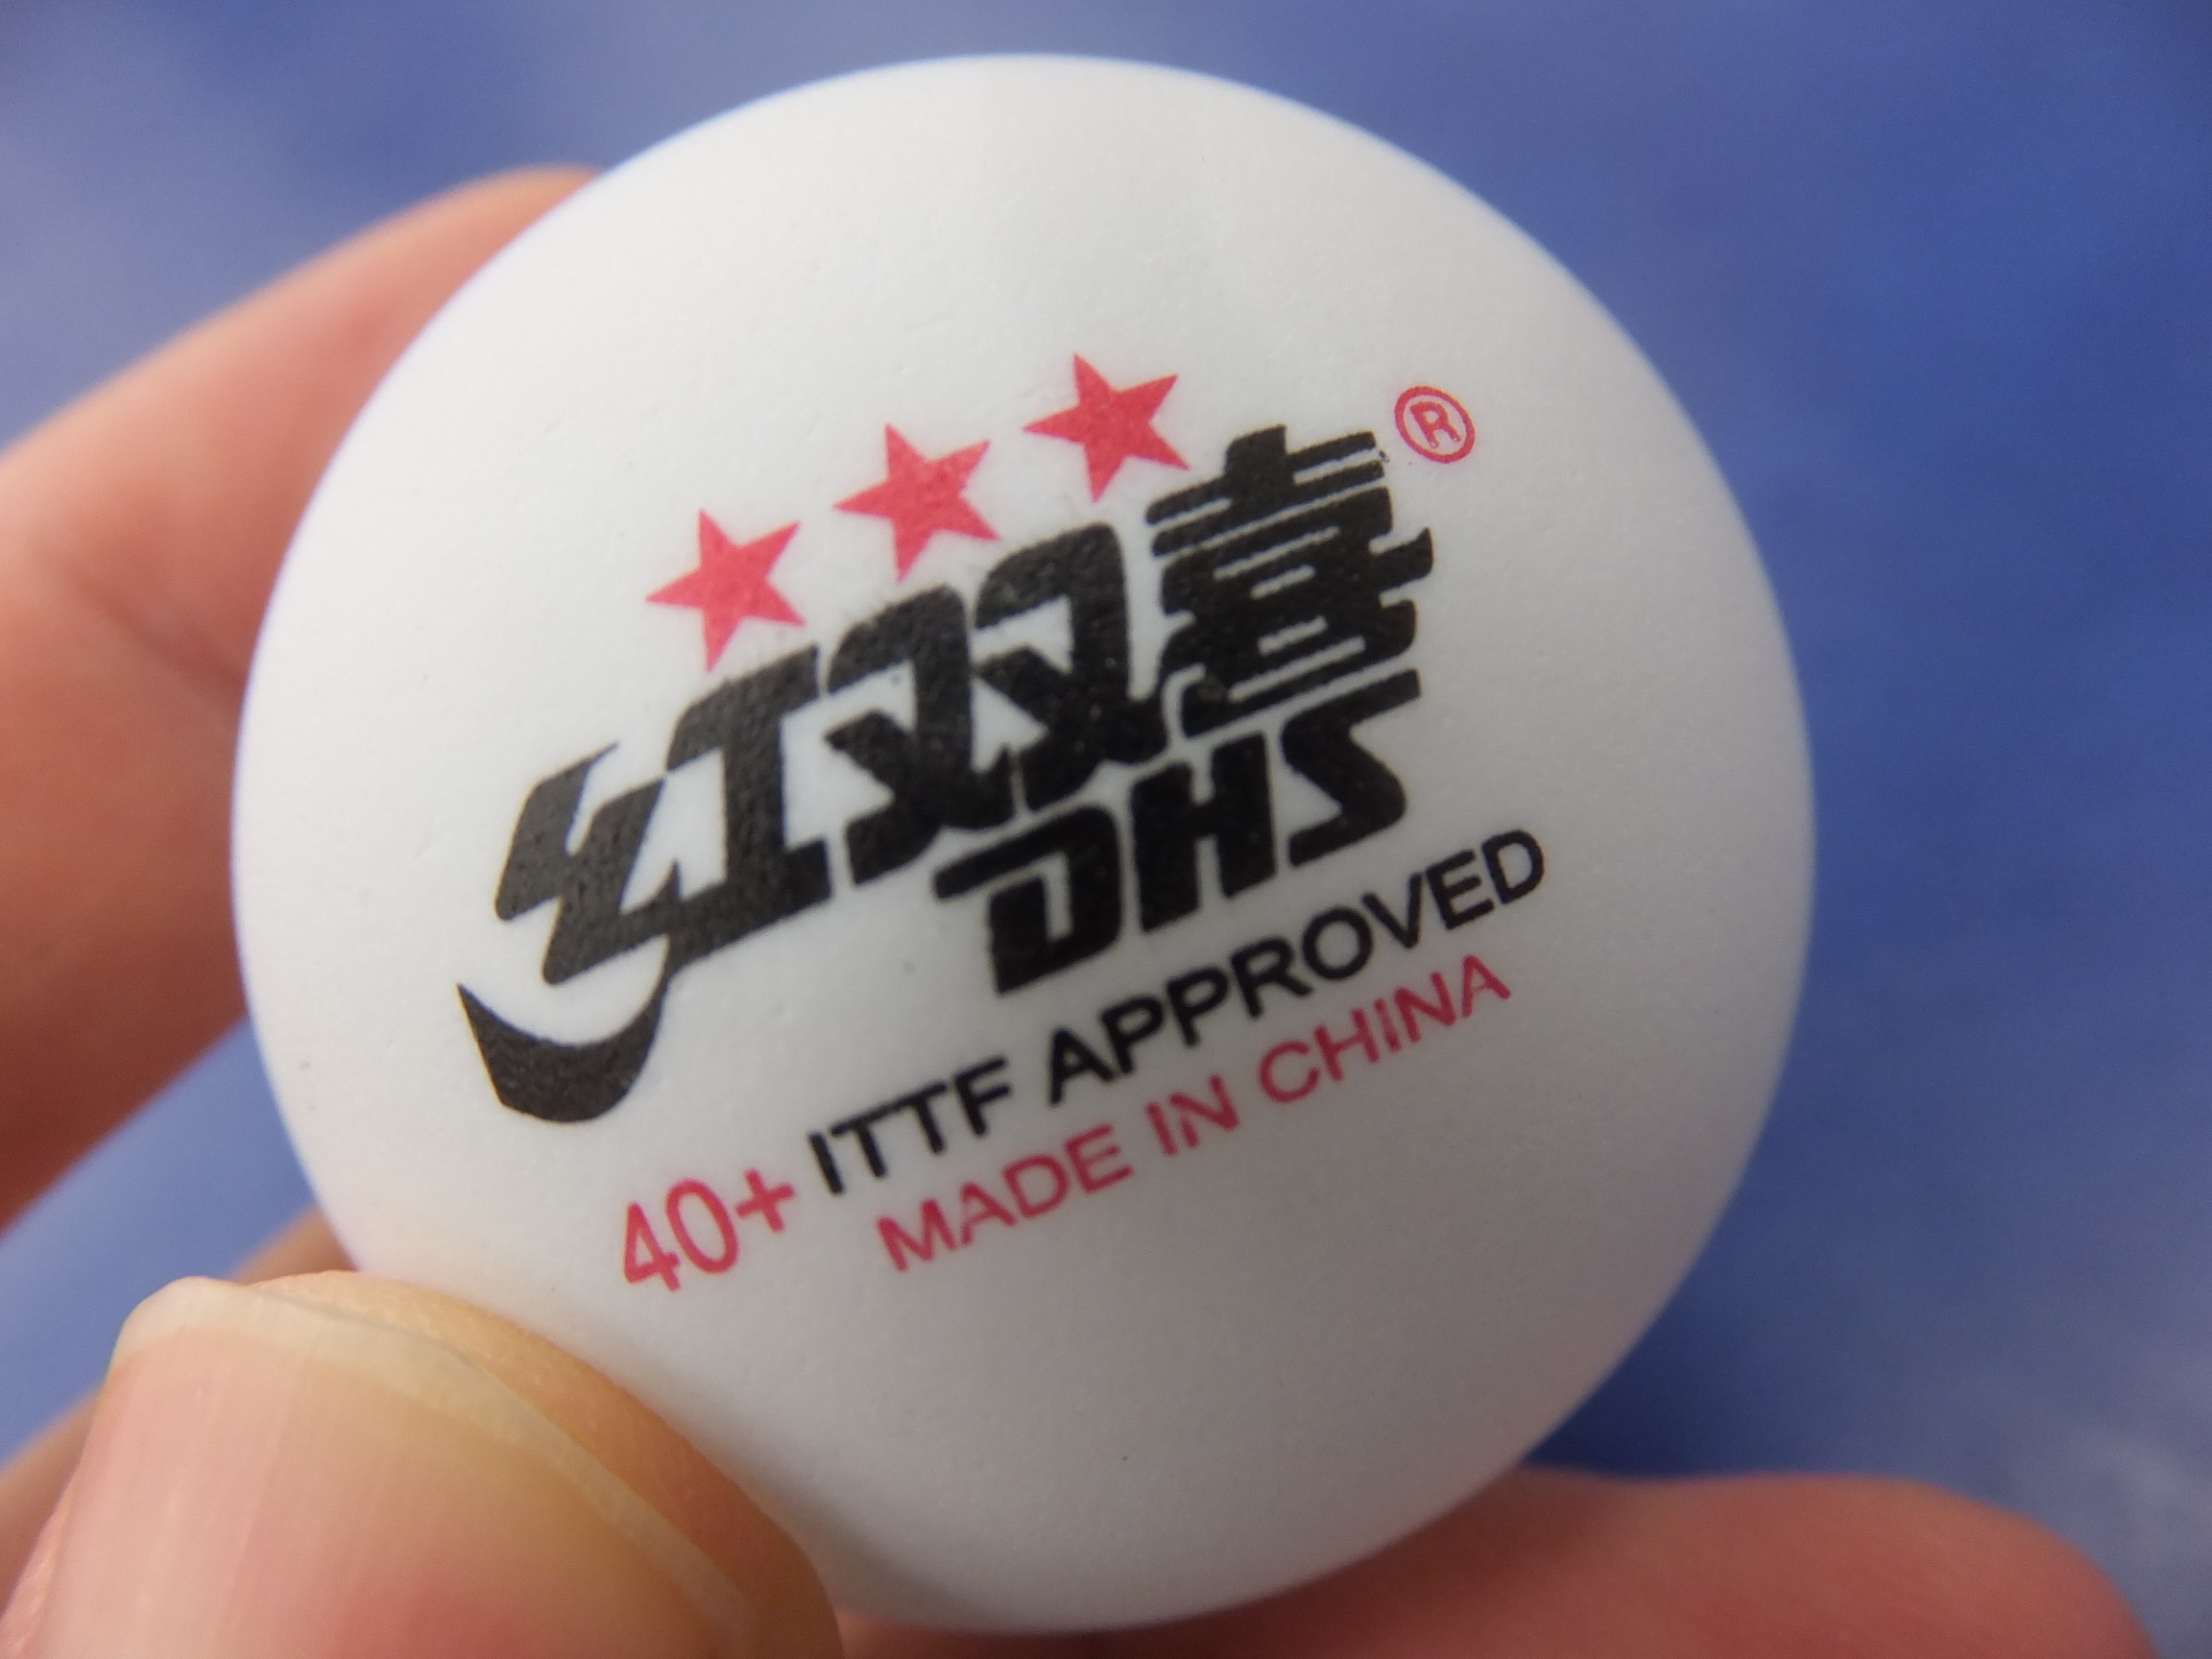 红双喜®
DHS
40+ ITTF APPROVED
MADE IN CHINA